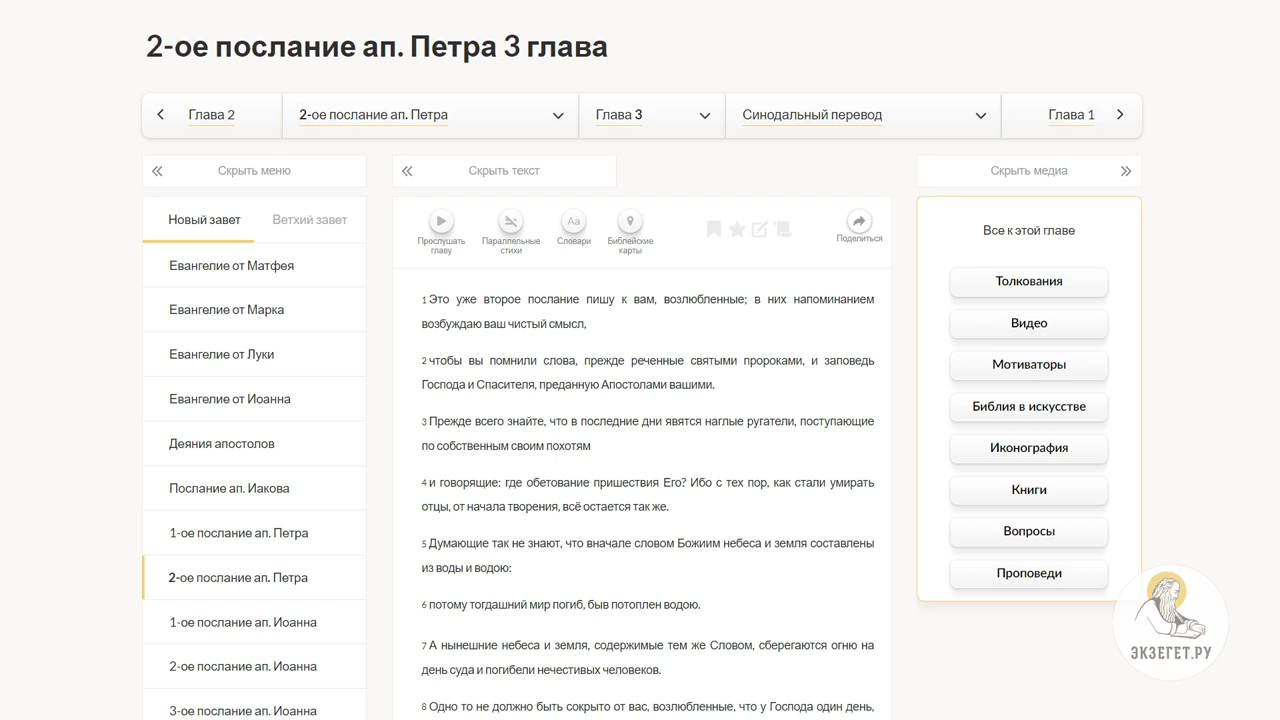 2-ое послание ап. Петра 3 глава
Глава 2
2-ое послание ап. Петра
Глава 3
Синодальный перевод
Глава 1
Скрыть меню
Скрыть текст
Скрыть медиа
Новый завет
Ветхий завет
Евангелие от Матфея
Евангелие от Марка
Евангелие от Луки
Евангелие от Иоанна
Деяния апостолов
Послание ап. Иакова
1-ое послание ап. Петра
2-ое послание ап. Петра
1-ое послание ап. Иоанна
2-ое послание ап. Иоанна
3-ое послание ап. Иоанна
Прослушать
главу
Параллельные
стихи
Aa
Словари
Библейские
карты
Поделиться
1 Это уже второе послание пишу к вам, возлюбленные; в них напоминанием
возбуждаю ваш чистый смысл,
2 чтобы вы помнили слова, прежде реченные святыми пророками, и заповедь
Господа и Спасителя, преданную Апостолами вашими.
3 Прежде всего знайте, что в последние дни явятся наглые ругатели, поступающие
по собственным своим похотям
4 и говорящие: где обетование пришествия Его? Ибо с тех пор, как стали умирать
отцы, от начала творения, всё остается так же.
5 Думающие так не знают, что вначале словом Божиим небеса и земля составлены
из воды и водою:
6 потому тогдашний мир погиб, быв потоплен водою.
7 А нынешние небеса и земля, содержимые тем же Словом, сберегаются огню на
день суда и погибели нечестивых человеков.
8 Одно то не должно быть сокрыто от вас, возлюбленные, что у Господа один день,
Все к этой главе
Толкования
Видео
Мотиваторы
Библия в искусстве
Иконография
Книги
Вопросы
Проповеди
ЭКЗЕГЕТ.РУ